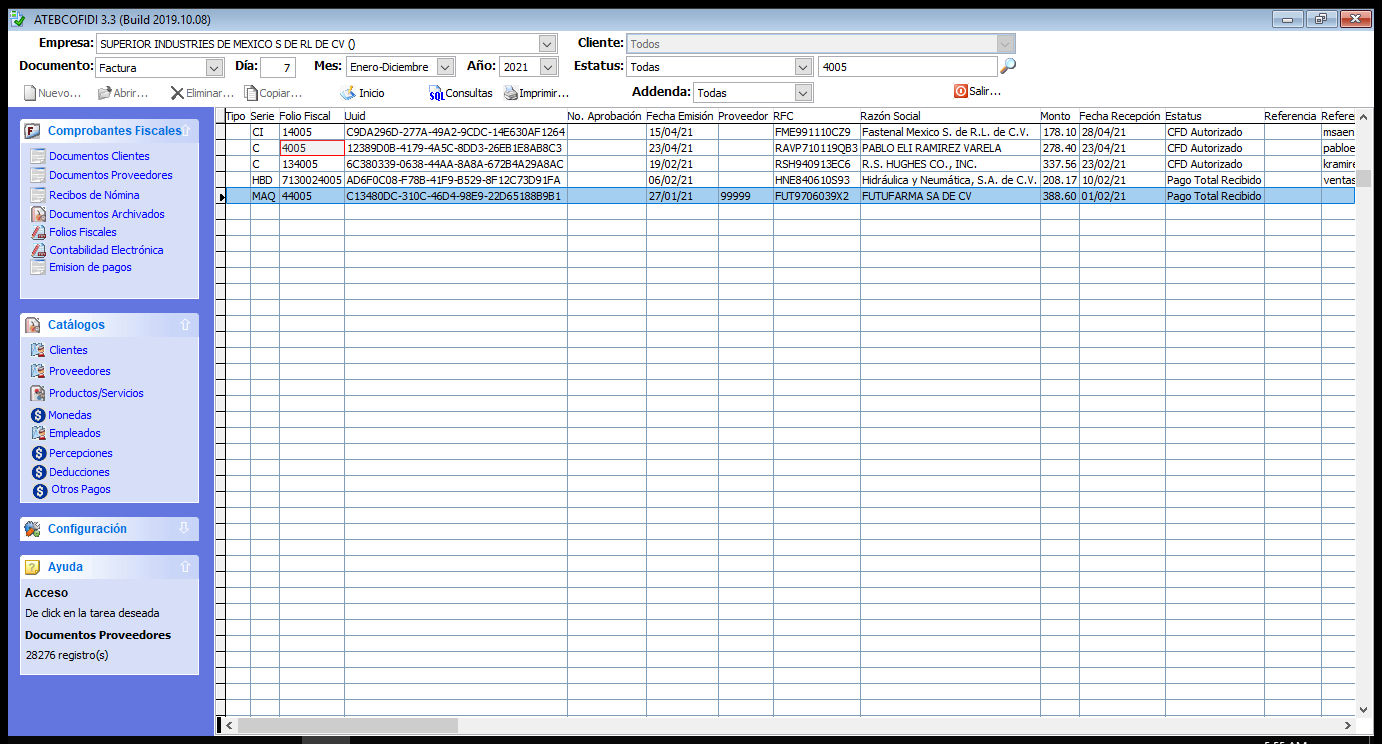 ATEBCOFIDI 3.3 (Build 2019.10.08)
Empresa: SUPERIOR INDUSTRIES DE MEXICO S DE RL DE CV () Cliente: Todos
Documento: Factura Día: 7 Mes: Enero-Diciembre Año: 2021 Estatus: Todas 4005
Nuevo... Abrir... Eliminar... Copiar... Inicio SQL Consultas Imprimir... Addenda: Todas Salir...
Comprobantes Fiscales
Documentos Clientes
Documentos Proveedores
Recibos de Nómina
Documentos Archivados
Folios Fiscales
Contabilidad Electrónica
Emision de pagos
Catálogos
Clientes
Proveedores
Productos/Servicios
Monedas
Empleados
Percepciones
Deducciones
Otros Pagos
Configuración
Ayuda
Acceso
De click en la tarea deseada
Documentos Proveedores
28276 registro(s)
Tipo Serie Folio Fiscal Uuid No. Aprobación Fecha Emisión Proveedor RFC Razón Social Monto Fecha Recepción Estatus Referencia Refere
CI 14005 C9DA296D-277A-49A2-9CDC-14E630AF1264 15/04/21 FME991110CZ9 Fastenal Mexico S. de R.L. de C.V. 178.10 28/04/21 CFD Autorizado msaen
C 4005 12389D0B-4179-4A5C-8DD3-26EB1E8AB8C3 23/04/21 RAVP710119QB3 PABLO ELI RAMIREZ VARELA 278.40 23/04/21 CFD Autorizado pabloe
C 134005 6C380339-0638-44AA-8A8A-672B4A29A8AC 19/02/21 RSH940913EC6 R.S. HUGHES CO., INC. 337.56 23/02/21 CFD Autorizado kramire
HBD 7130024005 AD6F0C08-F78B-41F9-B529-8F12C73D91FA 06/02/21 HNE840610S93 Hidráulica y Neumática, S.A. de C.V. 208.17 10/02/21 Pago Total Recibido ventas
MAQ 44005 C13480DC-310C-46D4-98E9-22D65188B9B1 27/01/21 99999 FUT9706039X2 FUTUFARMA SA DE CV 388.60 01/02/21 Pago Total Recibido